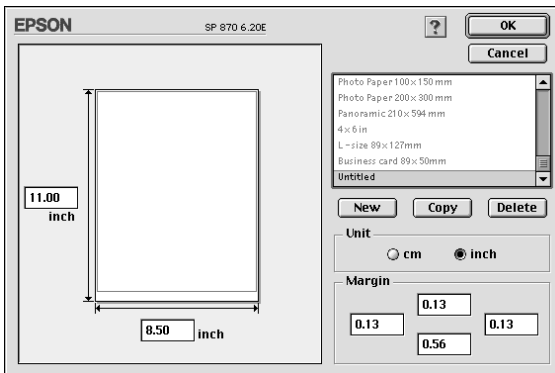 EPSON SP 870 6.20E ? OK
Cancel
Photo Paper 100×150 mm
Photo Paper 200×300 mm
Panoramic 210×594 mm
4×6 in
L-size 89×127mm
Business card 89×50mm
Untitled
11.00
inch
8.50 inch
New Copy Delete
Unit
cm inch
Margin
0.13
0.13 0.13
0.56